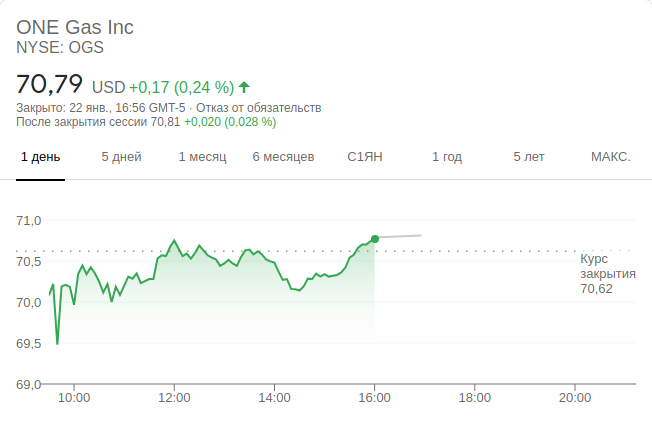 ONE Gas Inc
NYSE: OGS
70,79 USD +0,17 (0,24 %)
Закрыто: 22 янв., 16:56 GMT-5 · Отказ от обязательств
После закрытия сессии 70,81 +0,020 (0,028 %)
1 день 5 дней 1 месяц 6 месяцев С1ЯН 1 год 5 лет МАКС.
71,0
70,5
70,0
69,5
69,0
Курс
закрытия
70,62
10:00 12:00 14:00 16:00 18:00 20:00